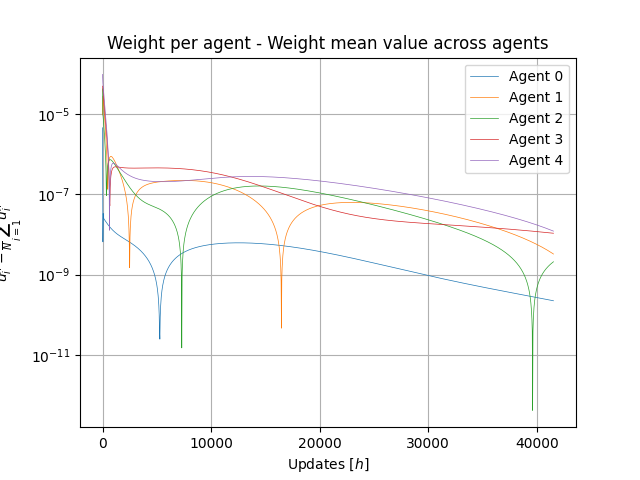 Weight per agent - Weight mean value across agents
Agent 0
Agent 1
Agent 2
Agent 3
Agent 4
10⁻⁵
10⁻⁷
10⁻⁹
10⁻¹¹
0 10000 20000 30000 40000
Updates [h]